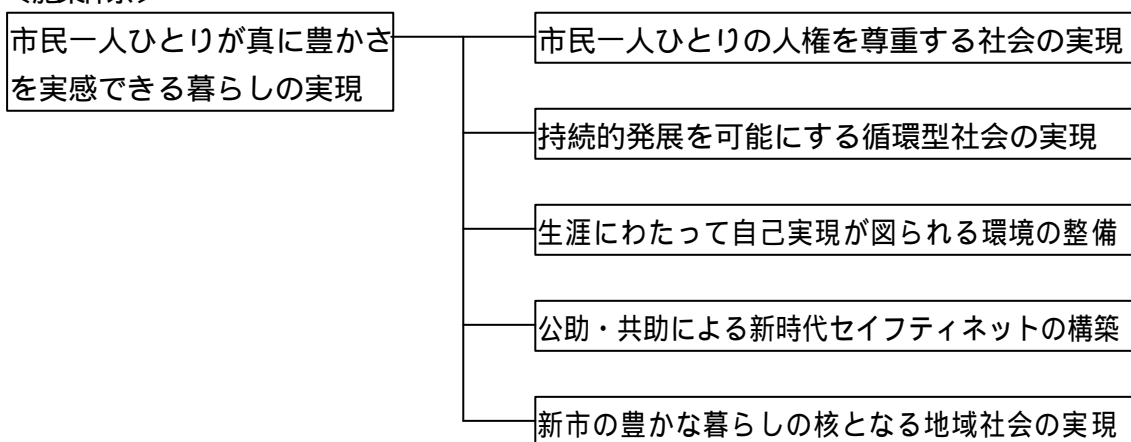 市民一人ひとりが真に豊かさ
を実感できる暮らしの実現
市民一人ひとりの人権を尊重する社会の実現
持続的発展を可能にする循環型社会の実現
生涯にわたって自己実現が図られる環境の整備
公助・共助による新時代セイフティネットの構築
新市の豊かな暮らしの核となる地域社会の実現